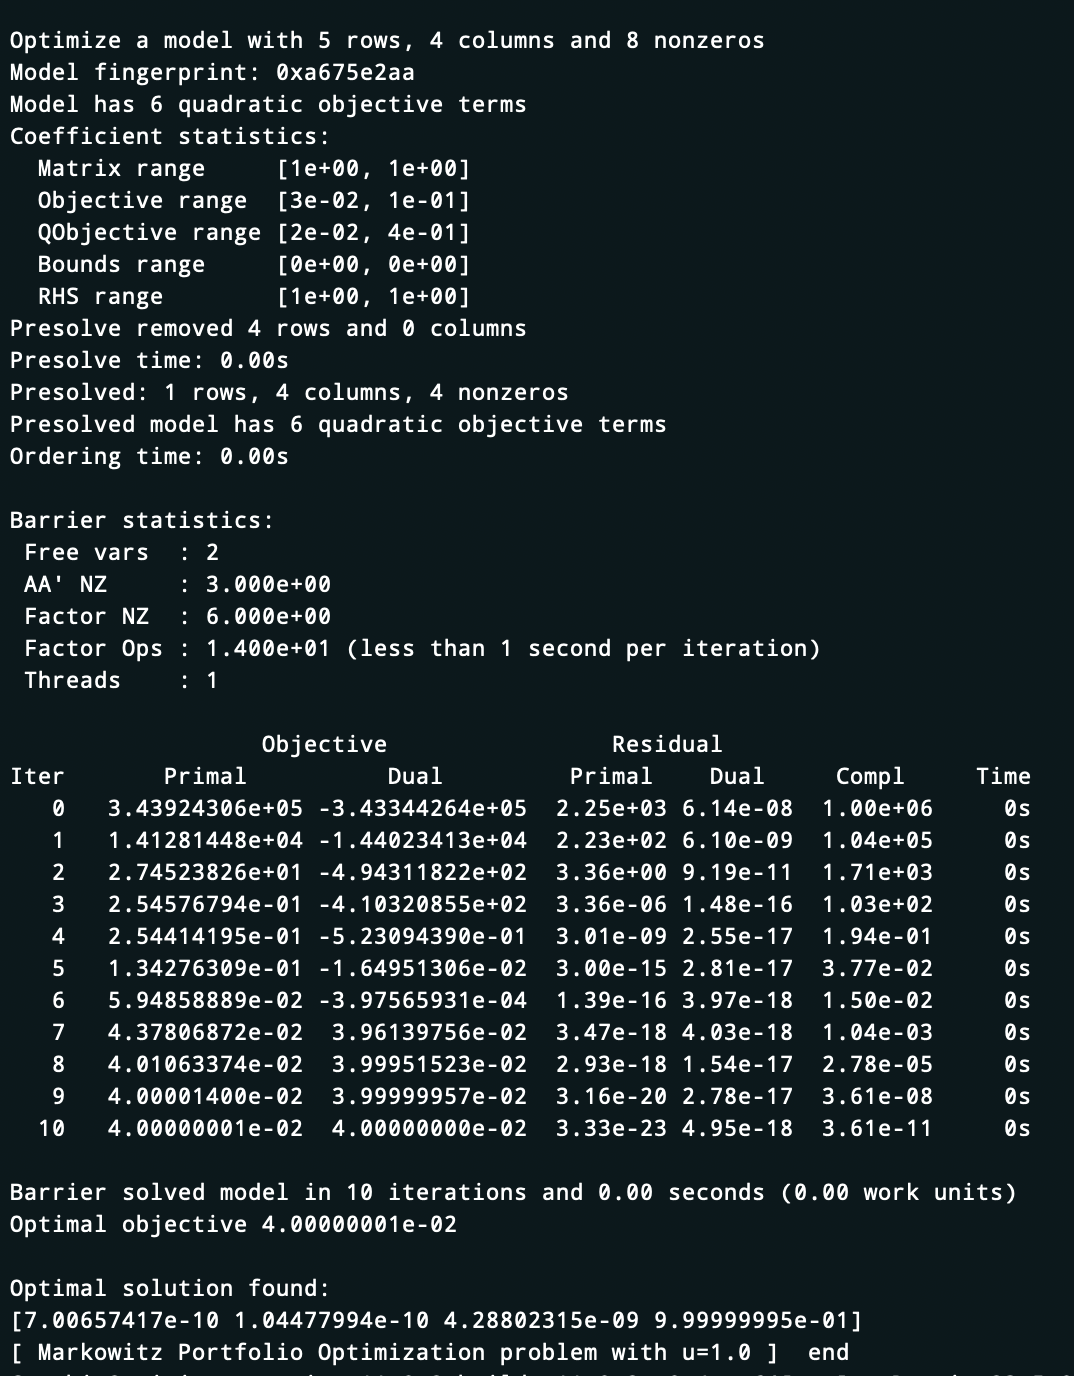 Optimize a model with 5 rows, 4 columns and 8 nonzeros
Model fingerprint: 0xa675e2aa
Model has 6 quadratic objective terms
Coefficient statistics:
  Matrix range     [1e+00, 1e+00]
  Objective range  [3e-02, 1e-01]
  QObjective range [2e-02, 4e-01]
  Bounds range     [0e+00, 0e+00]
  RHS range        [1e+00, 1e+00]
Presolve removed 4 rows and 0 columns
Presolve time: 0.00s
Presolved: 1 rows, 4 columns, 4 nonzeros
Presolved model has 6 quadratic objective terms
Ordering time: 0.00s

Barrier statistics:
 Free vars  : 2
 AA' NZ     : 3.000e+00
 Factor NZ  : 6.000e+00
 Factor Ops : 1.400e+01 (less than 1 second per iteration)
 Threads    : 1

                  Objective                Residual
Iter       Primal          Dual         Primal    Dual     Compl     Time
   0   3.43924306e+05 -3.43344264e+05  2.25e+03 6.14e-08  1.00e+06     0s
   1   1.41281448e+04 -1.44023413e+04  2.23e+02 6.10e-09  1.04e+05     0s
   2   2.74523826e+01 -4.94311822e+02  3.36e+00 9.19e-11  1.71e+03     0s
   3   2.54576794e-01 -4.10320855e+02  3.36e-06 1.48e-16  1.03e+02     0s
   4   2.54414195e-01 -5.23094390e-01  3.01e-09 2.55e-17  1.94e-01     0s
   5   1.34276309e-01 -1.64951306e-02  3.00e-15 2.81e-17  3.77e-02     0s
   6   5.94858889e-02 -3.97565931e-04  1.39e-16 3.97e-18  1.50e-02     0s
   7   4.37806872e-02  3.96139756e-02  3.47e-18 4.03e-18  1.04e-03     0s
   8   4.01063374e-02  3.99951523e-02  2.93e-18 1.54e-17  2.78e-05     0s
   9   4.00001400e-02  3.99999957e-02  3.16e-20 2.78e-17  3.61e-08     0s
  10   4.00000001e-02  4.00000000e-02  3.33e-23 4.95e-18  3.61e-11     0s

Barrier solved model in 10 iterations and 0.00 seconds (0.00 work units)
Optimal objective 4.00000001e-02

Optimal solution found:
[7.00657417e-10 1.04477994e-10 4.28802315e-09 9.99999995e-01]
[ Markowitz Portfolio Optimization problem with u=1.0 ]  end